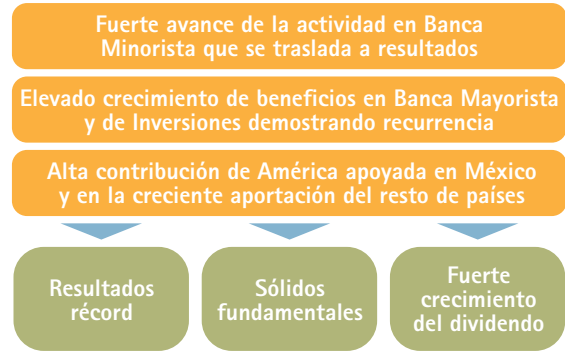 Fuerte avance de la actividad en Banca
Minorista que se traslada a resultados
Elevado crecimiento de beneficios en Banca Mayorista
y de Inversiones demostrando recurrencia
Alta contribución de América apoyada en México
y en la creciente aportación del resto de países
Resultados
récord
Sólidos
fundamentales
Fuerte
crecimiento
del dividendo